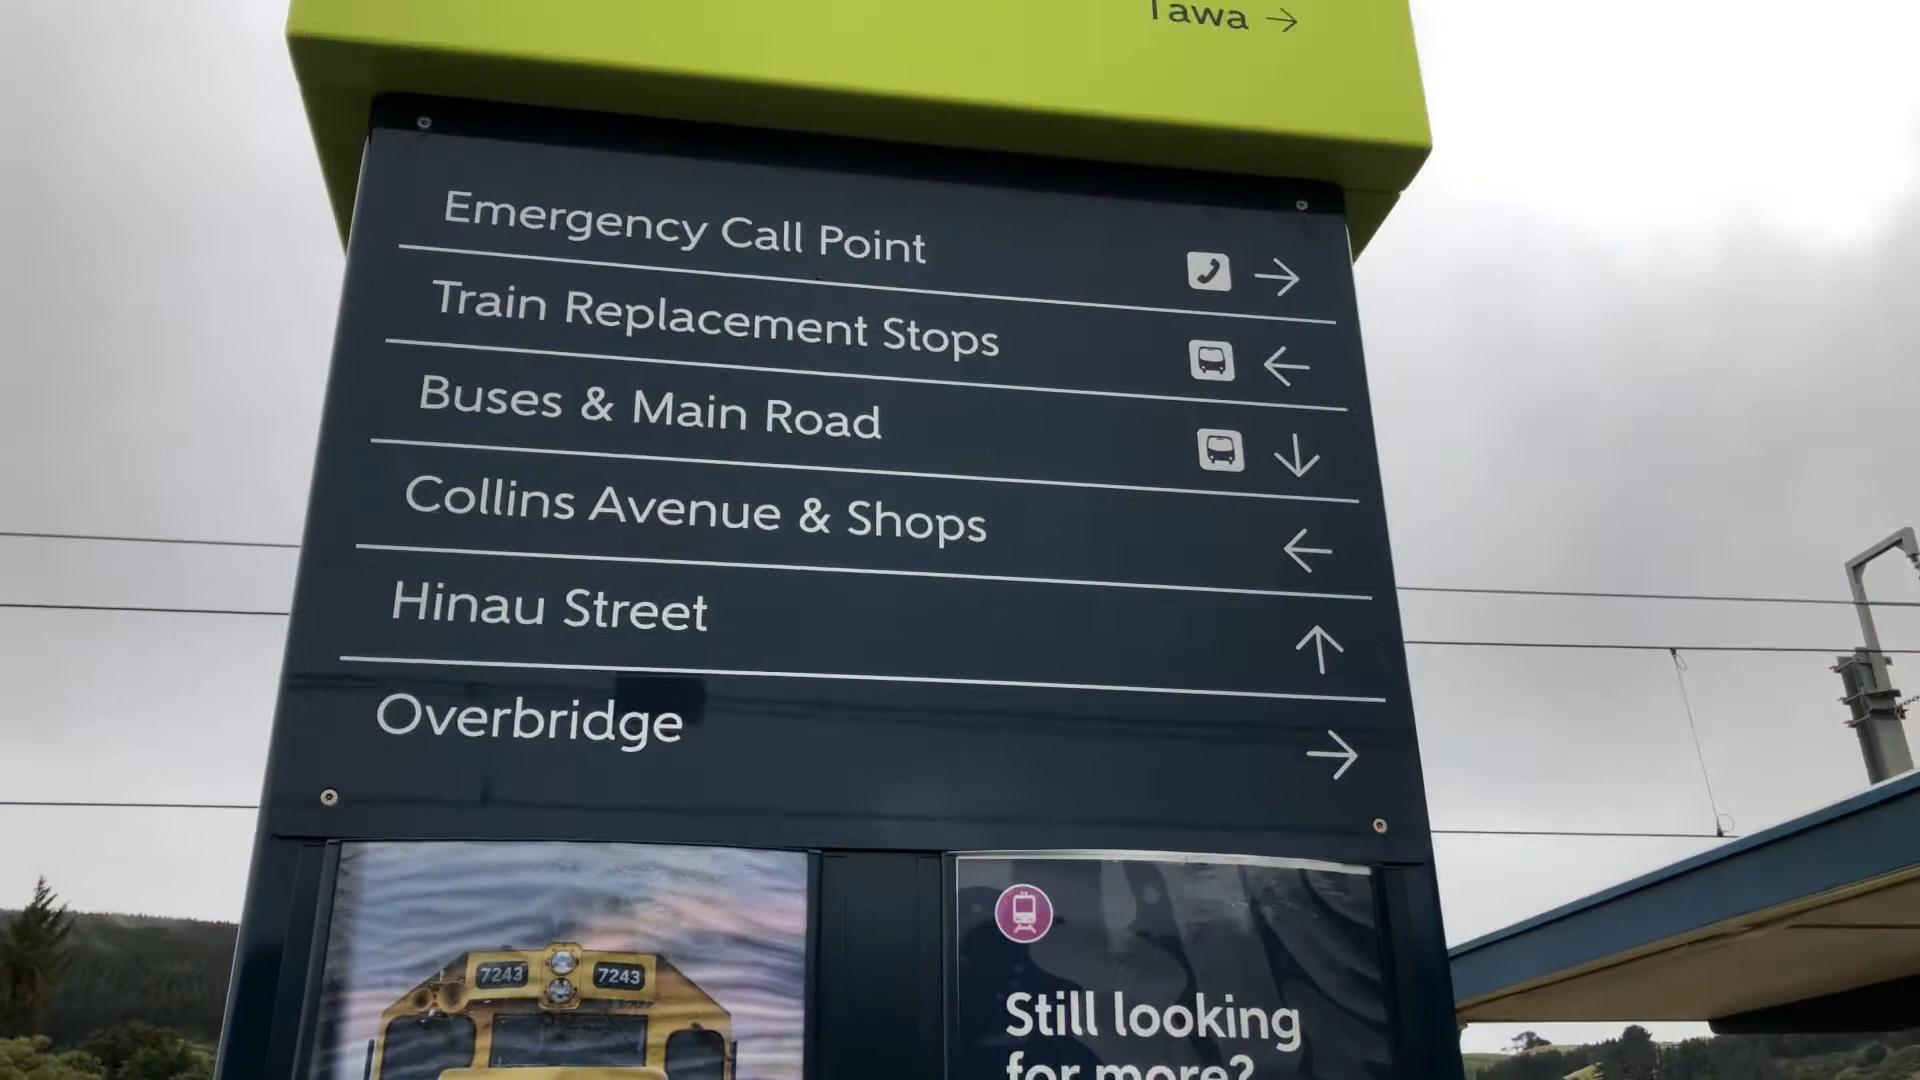 Tawa →
Emergency Call Point →
Train Replacement Stops ←
Buses & Main Road ↓
Collins Avenue & Shops ←
Hinau Street ↑
Overbridge →
7243 7243
Still looking
for more?